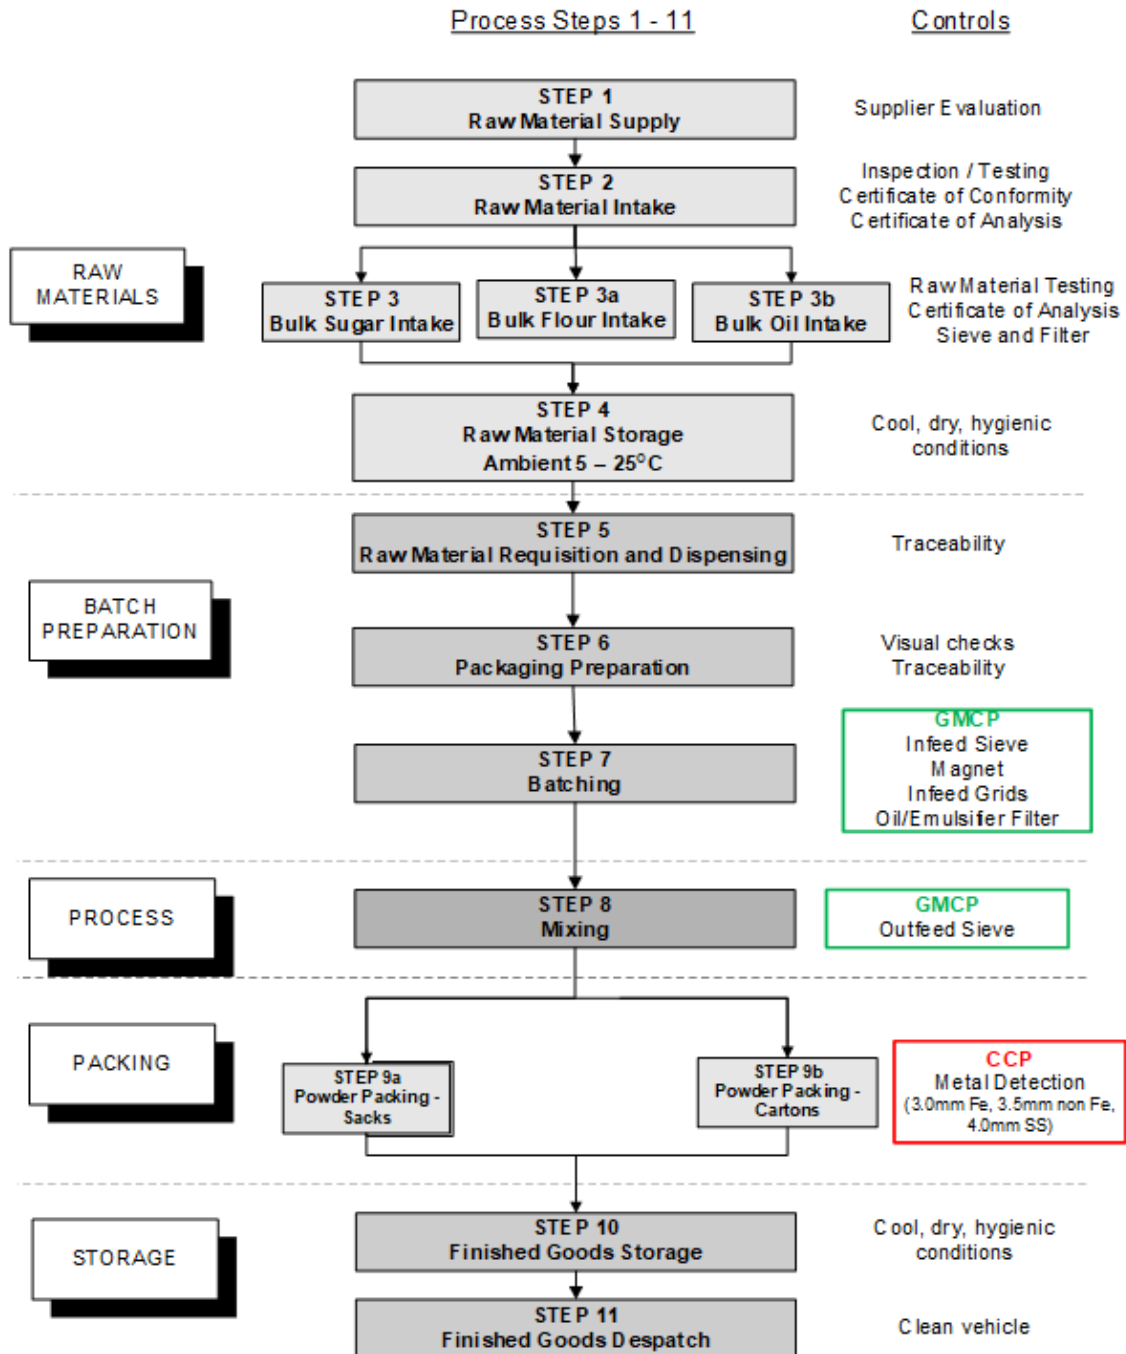 Process Steps 1 - 11
Controls
STEP 1
Raw Material Supply
Supplier Evaluation
STEP 2
Raw Material Intake
Inspection / Testing
Certificate of Conformity
Certificate of Analysis
RAW
MATERIALS
STEP 3
Bulk Sugar Intake
STEP 3a
Bulk Flour Intake
STEP 3b
Bulk Oil Intake
Raw Material Testing
Certificate of Analysis
Sieve and Filter
STEP 4
Raw Material Storage
Ambient 5 – 25⁰C
Cool, dry, hygienic
conditions
STEP 5
Raw Material Requisition and Dispensing
Traceability
BATCH
PREPARATION
STEP 6
Packaging Preparation
Visual checks
Traceability
STEP 7
Batching
GMCP
Infeed Sieve
Magnet
Infeed Grids
Oil/Emulsifier Filter
PROCESS
STEP 8
Mixing
GMCP
Outfeed Sieve
PACKING
STEP 9a
Powder Packing -
Sacks
STEP 9b
Powder Packing -
Cartons
CCP
Metal Detection
(3.0mm Fe, 3.5mm non Fe,
4.0mm SS)
STORAGE
STEP 10
Finished Goods Storage
Cool, dry, hygienic
conditions
STEP 11
Finished Goods Despatch
Clean vehicle